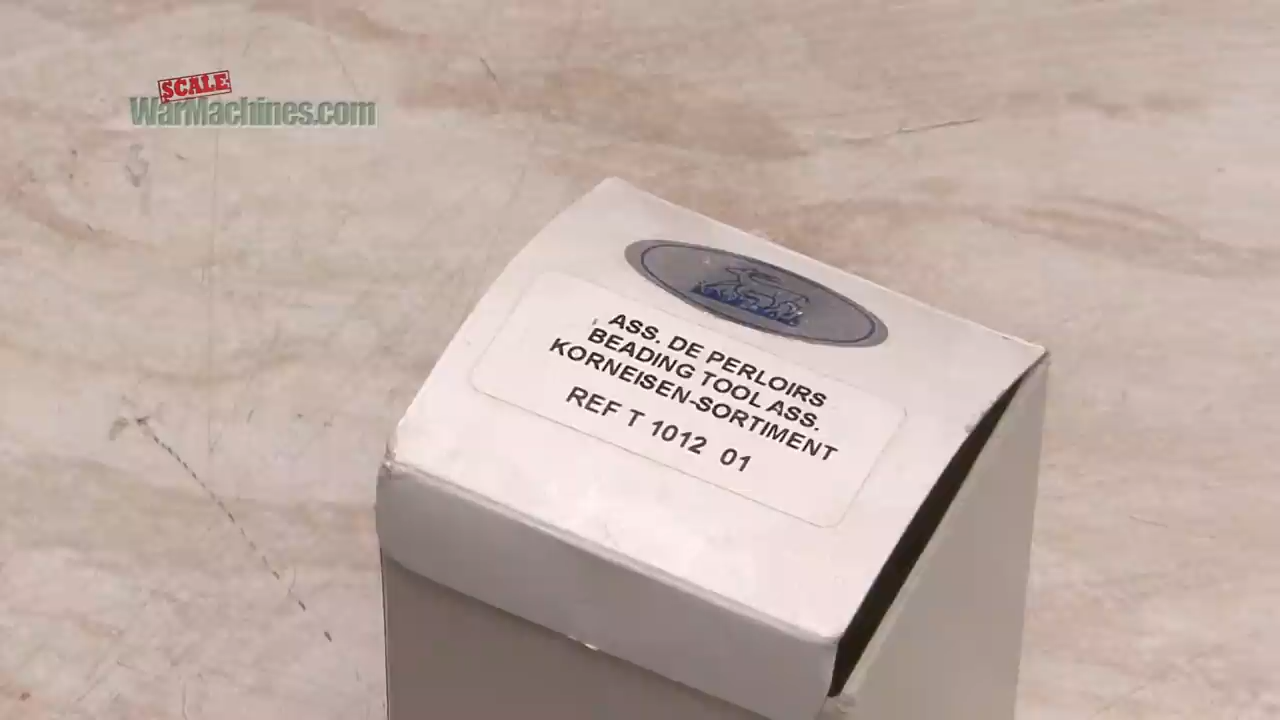 SCALE
WarMachines.com
ASS. DE PERLOIRS
BEADING TOOL ASS.
KORNEISEN-SORTIMENT
REF T 1012 01